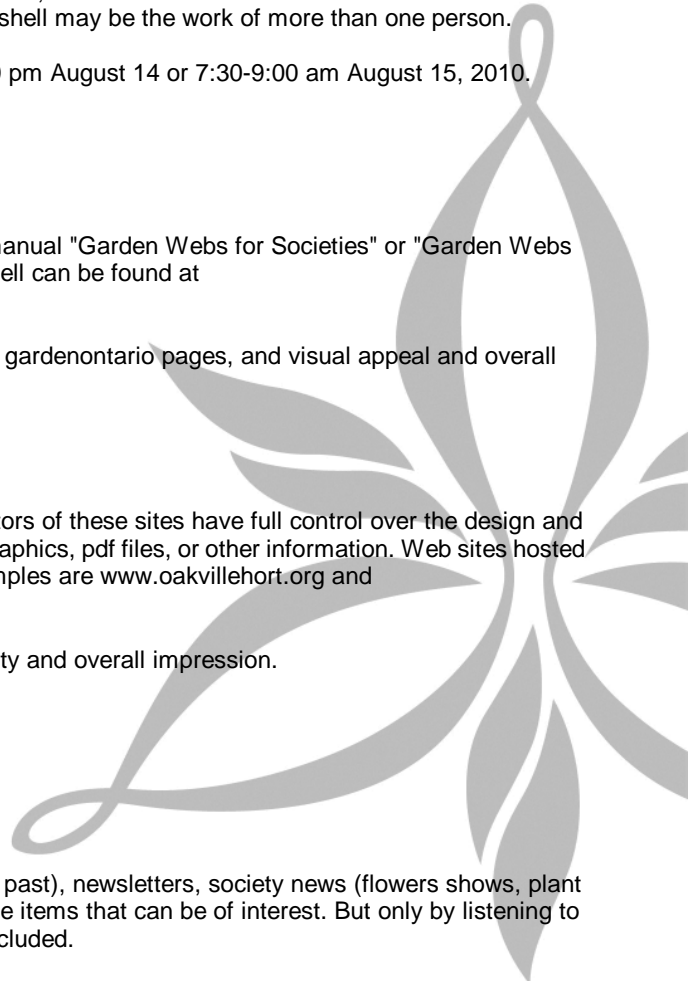 shell may be the work of more than one person.
pm August 14 or 7:30-9:00 am August 15, 2010.
manual "Garden Webs for Societies" or "Garden Webs
ell can be found at
gardenontario pages, and visual appeal and overall
tors of these sites have full control over the design and
raphics, pdf files, or other information. Web sites hosted
mples are www.oakvillehort.org and
ty and overall impression.
past), newsletters, society news (flowers shows, plant
e items that can be of interest. But only by listening to
cluded.